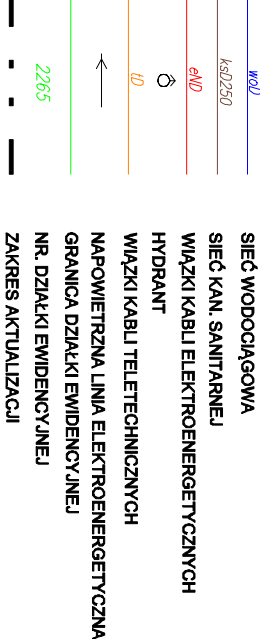 woD SIEĆ WODOCIĄGOWA
ksD250 SIEĆ KAN. SANITARNEJ
eND WIĄZKI KABLI ELEKTROENERGETYCZNYCH
HYDRANT
tD WIĄZKI KABLI TELETECHNICZNYCH
NAPOWIETRZNA LINIA ELEKTROENERGETYCZNA
GRANICA DZIAŁKI EWIDENCYJNEJ
2265 NR. DZIAŁKI EWIDENCYJNEJ
ZAKRES AKTUALIZACJI